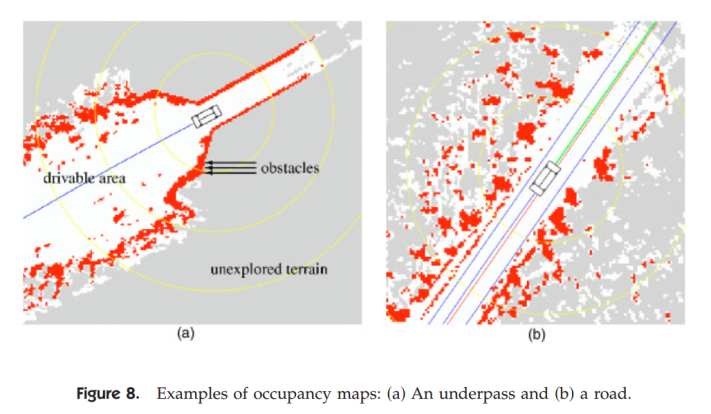 drivable area
obstacles
unexplored terrain
(a)
(b)
Figure 8. Examples of occupancy maps: (a) An underpass and (b) a road.